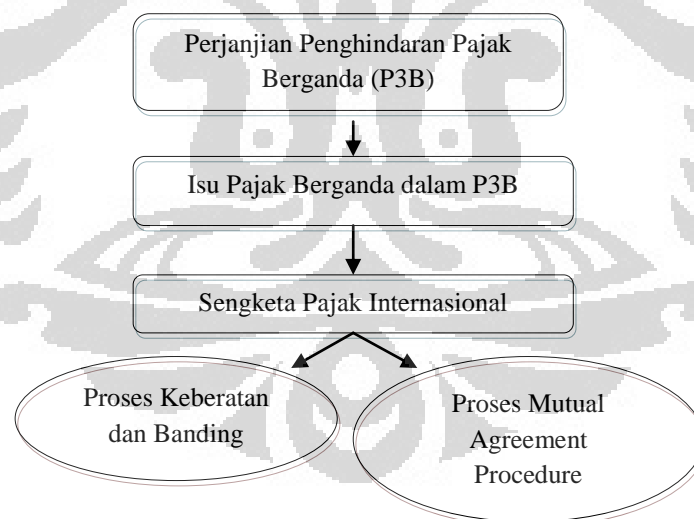 Perjanjian Penghindaran Pajak
Berganda (P3B)
Isu Pajak Berganda dalam P3B
Sengketa Pajak Internasional
Proses Keberatan
dan Banding
Proses Mutual
Agreement
Procedure